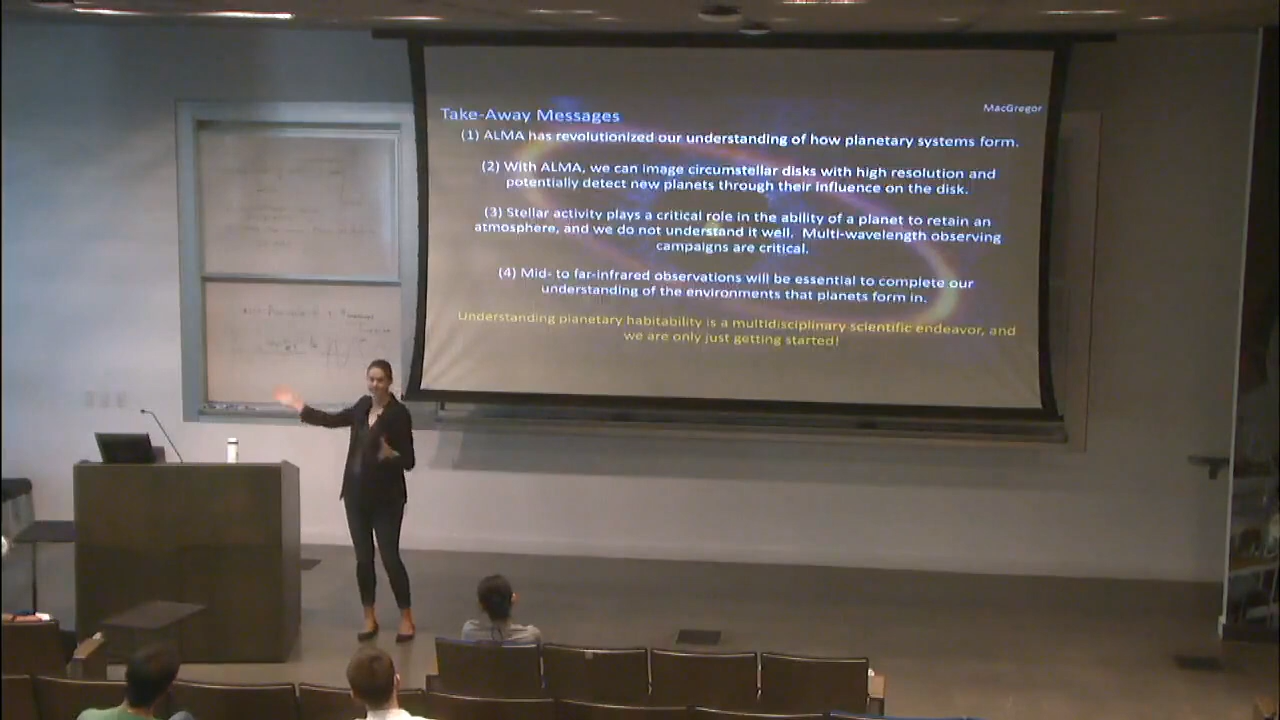 MacGregor
Take-Away Messages
(1) ALMA has revolutionized our understanding of how planetary systems form.
(2) With ALMA, we can image circumstellar disks with high resolution and
potentially detect new planets through their influence on the disk.
(3) Stellar activity plays a critical role in the ability of a planet to retain an
atmosphere, and we do not understand it well. Multi-wavelength observing
campaigns are critical.
(4) Mid- to far-infrared observations will be essential to complete our
understanding of the environments that planets form in.
Understanding planetary habitability is a multidisciplinary scientific endeavor, and
we are only just getting started!